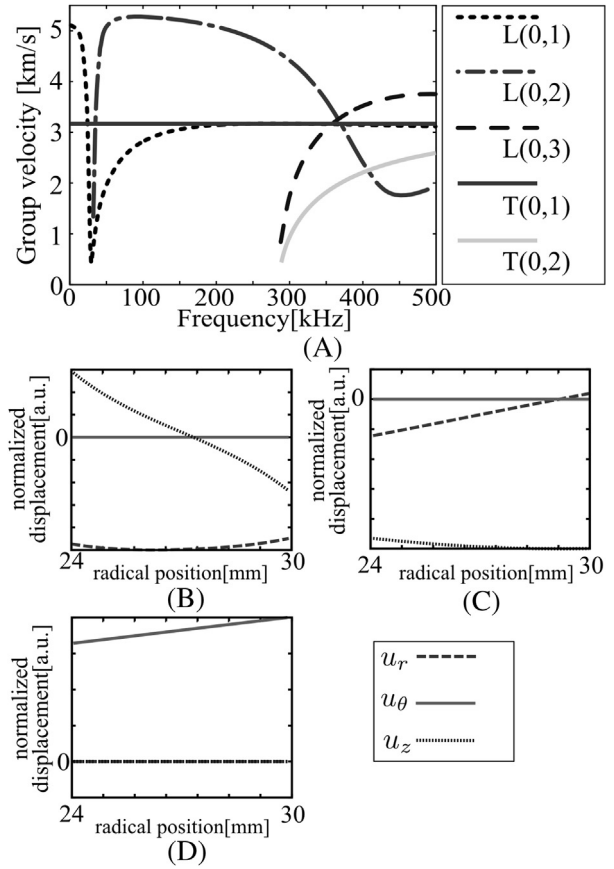 Group velocity [km/s]
5
4
3
2
1
0
0
100
200
300
400
500
Frequency[kHz]
(A)
L(0,1)
L(0,2)
L(0,3)
T(0,1)
T(0,2)
normalized
displacement[a.u.]
0
24
30
radical position[mm]
(B)
normalized
displacement[a.u.]
0
24
30
radical position[mm]
(C)
normalized
displacement[a.u.]
0
24
30
radical position[mm]
(D)
u_r
u_θ
u_z